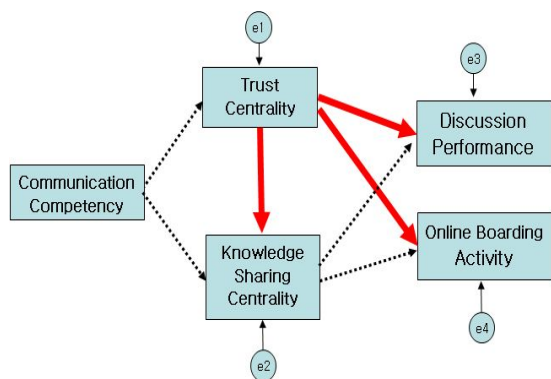 e1
e3
Trust
Centrality
Discussion
Performance
Communication
Competency
Knowledge
Sharing
Centrality
Online Boarding
Activity
e2
e4